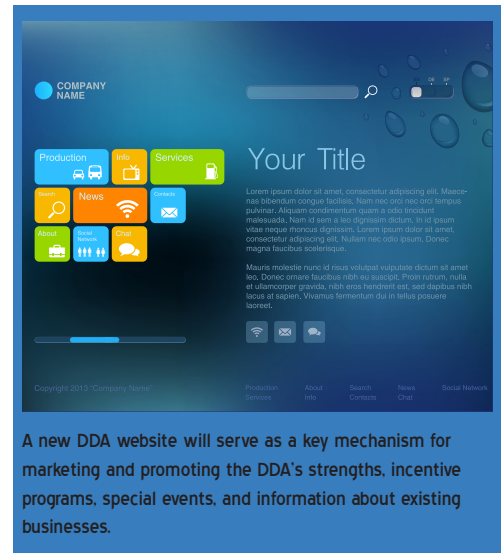 COMPANY
NAME
GE SP
Production
Info
Services
Search
News
Contacts
About
Social
Network
Chat
Your Title
Lorem ipsum dolor sit amet, consectetur adipiscing elit. Maece-
nas bibendum congue facilisis. Nam nec orci nec orci tempus
pulvinar. Aliquam condimentum quam a odio tincidunt
malesuada. Nam id sem a leo dignissim dictum. In id ipsum
vitae neque rhoncus dignissim. Lorem ipsum dolor sit amet,
consectetur adipiscing elit. Nullam nec odio ipsum. Donec
magna faucibus scelerisque.
Mauris molestie nunc id risus volutpat vulputate dictum sit amet
leo. Donec ornare faucibus nibh eu suscipit. Proin rutrum, nulla
et ullamcorper gravida, nibh eros hendrerit est, sed dapibus nibh
lacus at sapien. Vivamus fermentum dui in tellus posuere
laoreet.
Copyright 2013 "Company Name"
Production About Search News Social Network
Services Info Contacts Chat
A new DDA website will serve as a key mechanism for
marketing and promoting the DDA's strengths, incentive
programs, special events, and information about existing
businesses.